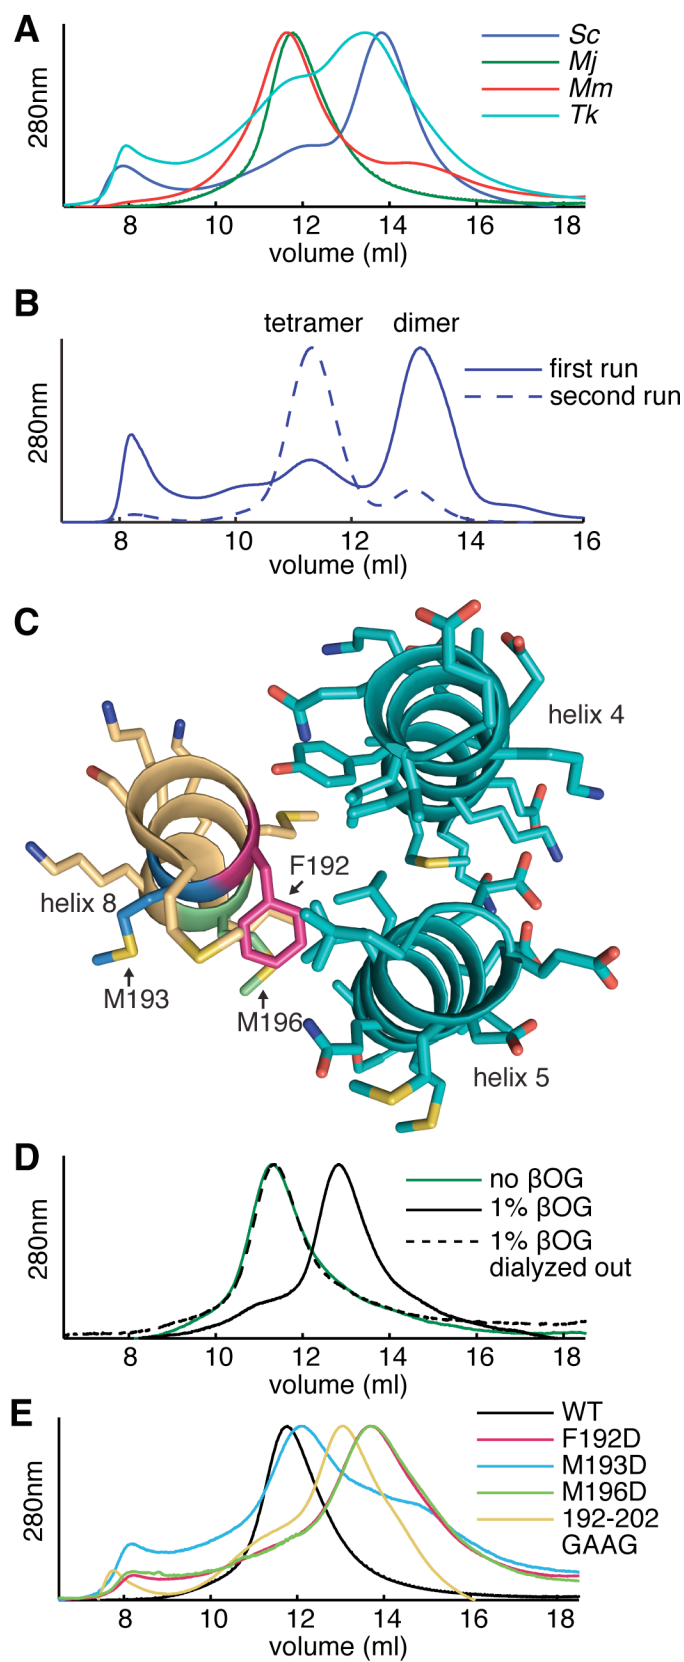 A
280nm
Sc
Mj
Mm
Tk
8 10 12 14 16 18
volume (ml)
B
280nm
tetramer dimer
first run
second run
8 10 12 14 16
volume (ml)
C
helix 4
F192
helix 8
M193
M196
helix 5
D
280nm
no βOG
1% βOG
1% βOG
dialyzed out
8 10 12 14 16 18
volume (ml)
E
280nm
WT
F192D
M193D
M196D
192-202
GAAG
8 10 12 14 16 18
volume (ml)